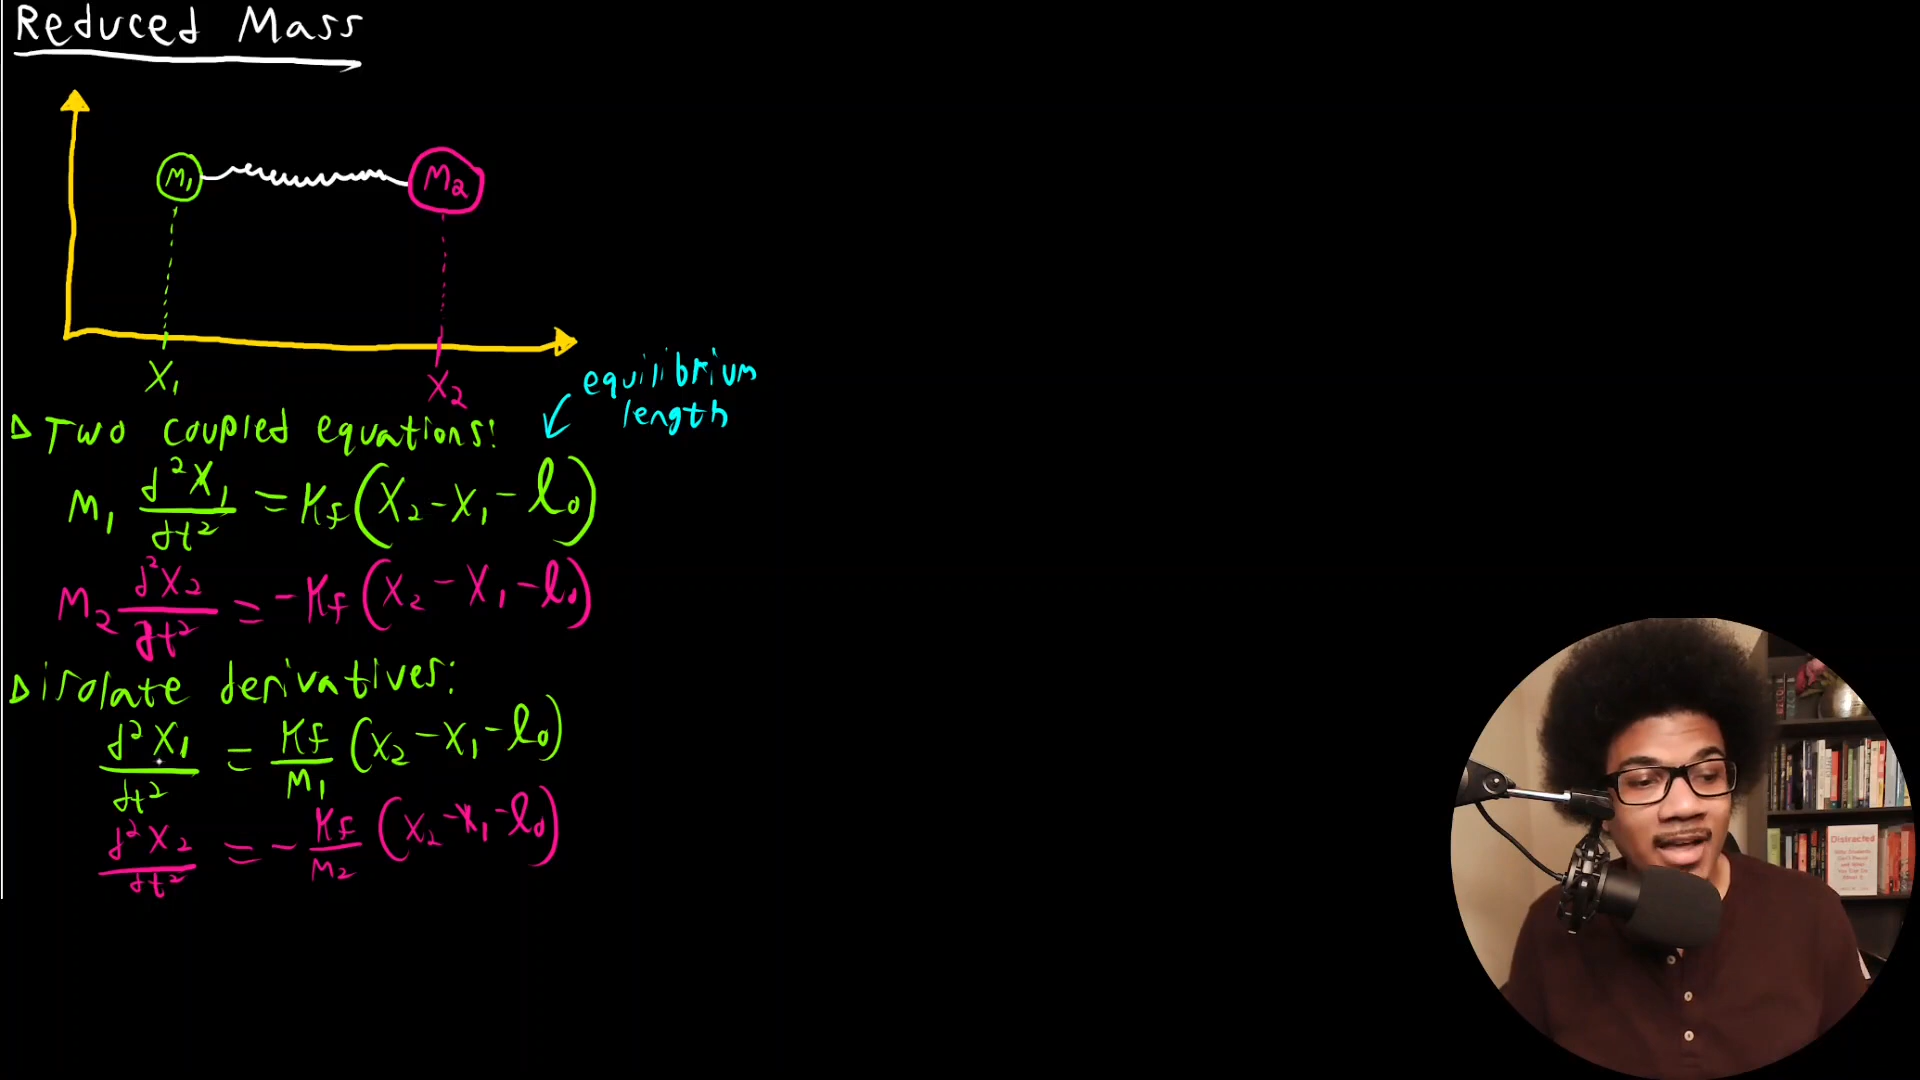 Reduced Mass
M₁ M₂
X₁ X₂
equilibrium
length
Δ Two coupled equations:
M₁ d²X₁/dt² = Kf(X₂-X₁-l₀)
M₂ d²X₂/dt² = -Kf(X₂-X₁-l₀)
Δ isolate derivatives:
d²X₁/dt² = Kf/M₁ (X₂-X₁-l₀)
d²X₂/dt² = -Kf/M₂ (X₂-X₁-l₀)
Distracted